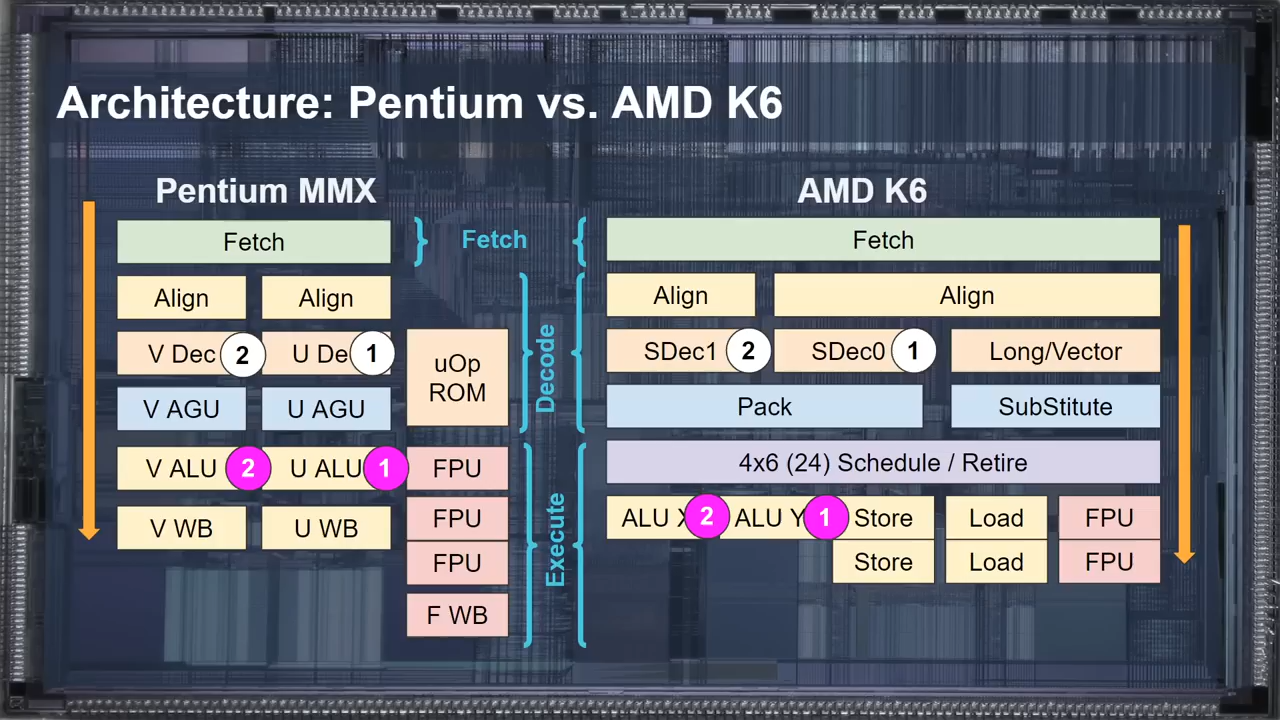 Architecture: Pentium vs. AMD K6
Pentium MMX
Fetch
Align
Align
V Dec
2
U De
1
uOp
ROM
V AGU
U AGU
V ALU
2
U ALU
1
FPU
V WB
U WB
FPU
FPU
F WB
Fetch
Decode
Execute
AMD K6
Fetch
Align
Align
SDec1
2
SDec0
1
Long/Vector
Pack
SubStitute
4x6 (24) Schedule / Retire
ALU X
2
ALU Y
1
Store
Load
FPU
Store
Load
FPU